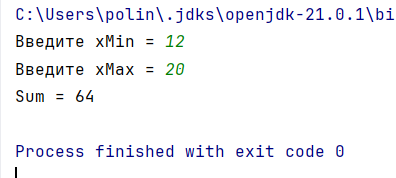 C:\Users\polin\.jdks\openjdk-21.0.1\bi
Введите xMin = 12
Введите xMax = 20
Sum = 64
Process finished with exit code 0